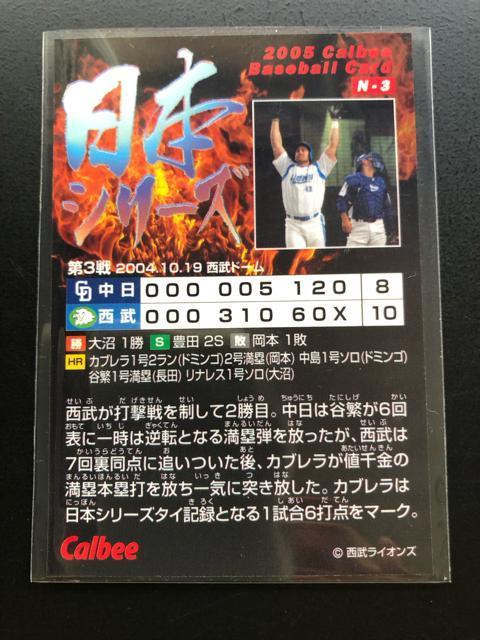 2005 Calbee
Baseball Card
N-3
日本
シリーズ
第3戦 2004.10.19 西武ドーム
CD 中日 000 005 120 8
西武 000 310 60X 10
勝 大沼 1勝 S 豊田 2S 敗 岡本 1敗
HR カブレラ1号2ラン(ドミンゴ)2号満塁(岡本) 中島1号ソロ(ドミンゴ)
谷繁1号満塁(長田) リナレス1号ソロ(大沼)
西武が打撃戦を制して2勝目。中日は谷繁が6回
表に一時は逆転となる満塁弾を放ったが、西武は
7回裏同点に追いついた後、カブレラが値千金の
満塁本塁打を放ち一気に突き放した。カブレラは
日本シリーズタイ記録となる1試合6打点をマーク。
Calbee
© 西武ライオンズ